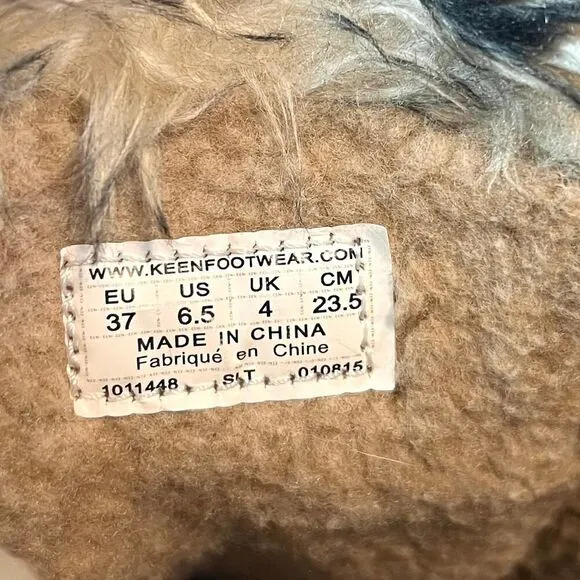 WWW.KEENFOOTWEAR.COM
EU US UK CM
37 6.5 4 23.5
MADE IN CHINA
Fabriqué en Chine
1011448 SLT 010815